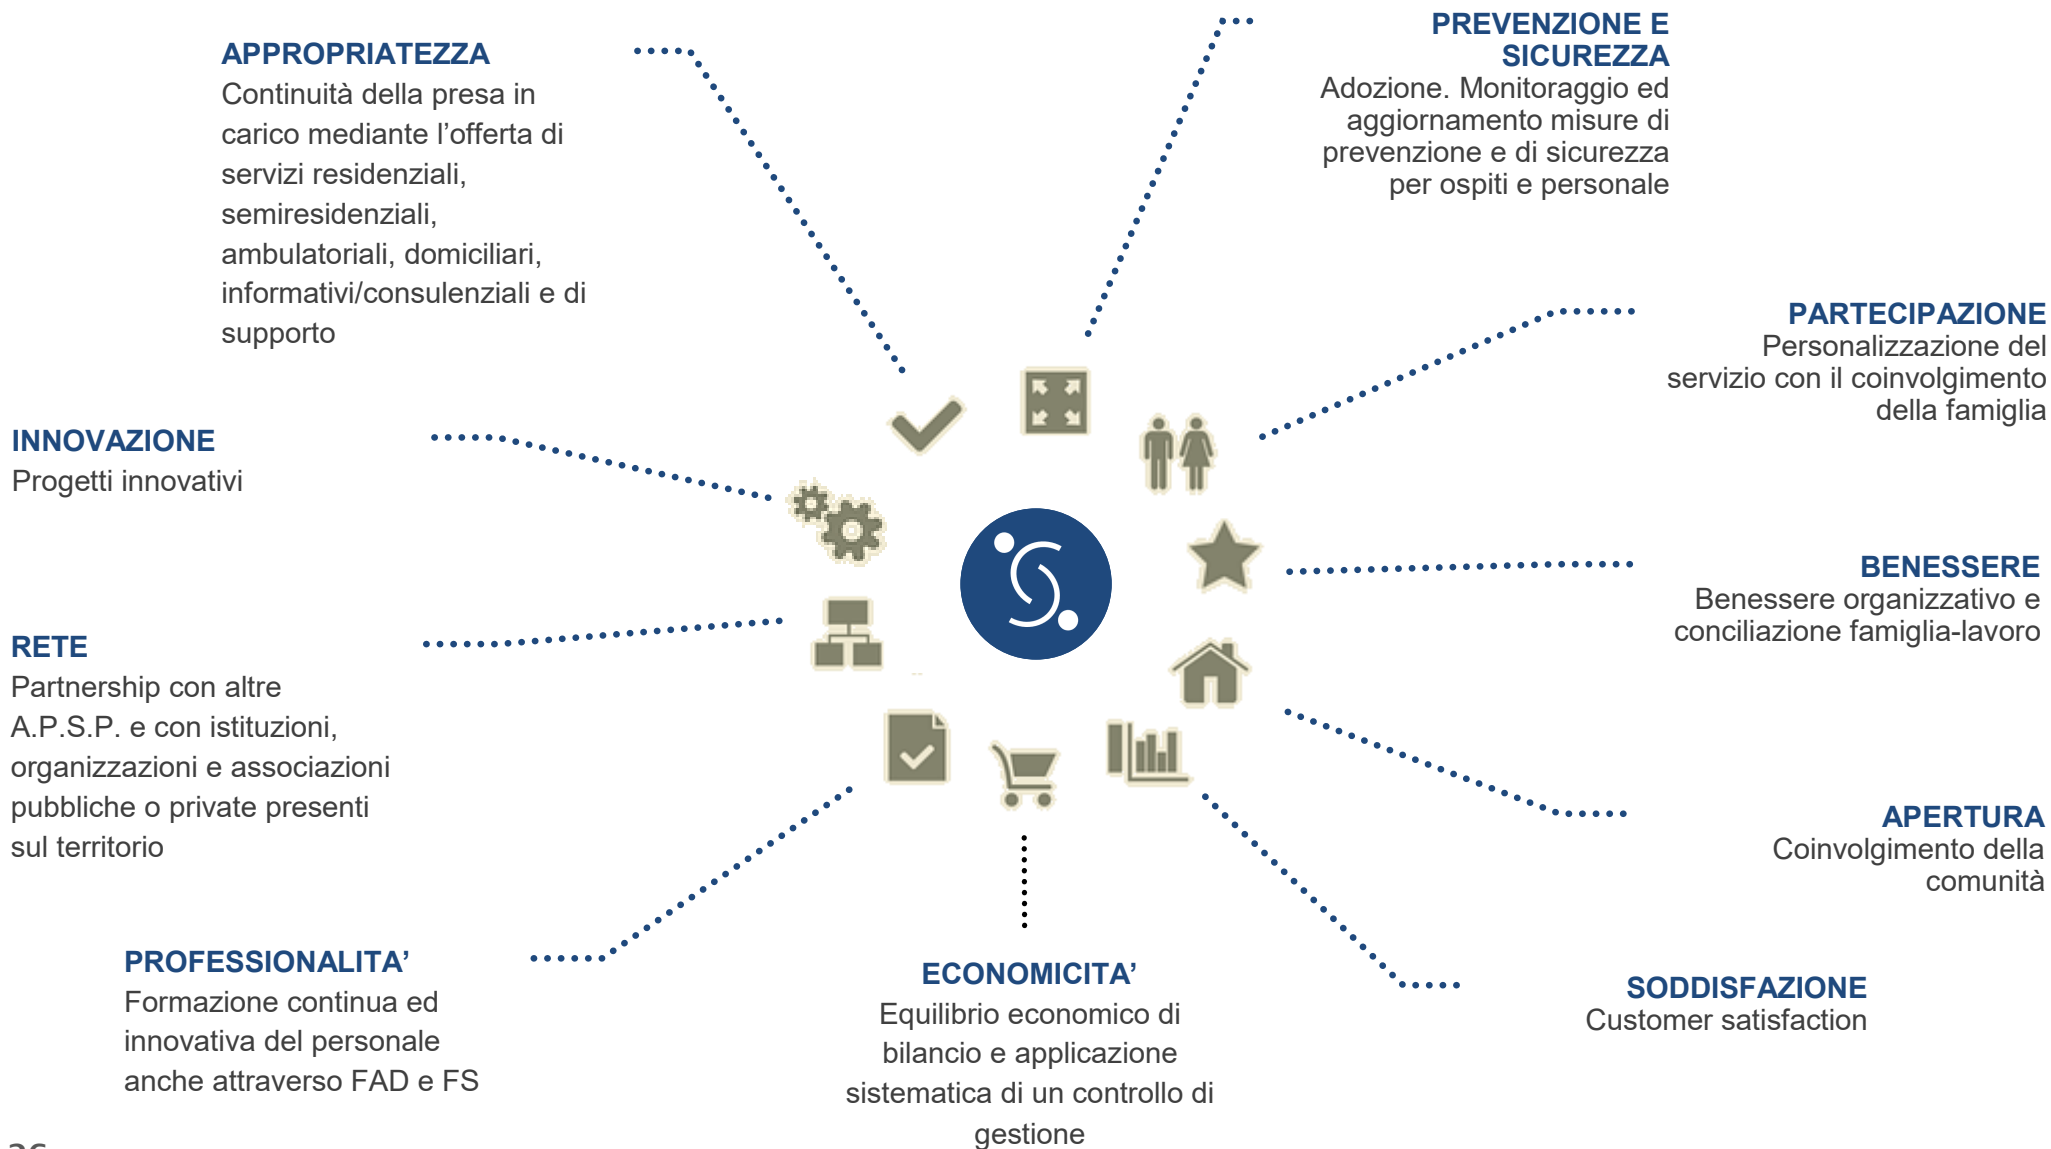 APPROPRIATEZZA
Continuità della presa in
carico mediante l’offerta di
servizi residenziali,
semiresidenziali,
ambulatoriali, domiciliari,
informativi/consulenziali e di
supporto
PREVENZIONE E
SICUREZZA
Adozione. Monitoraggio ed
aggiornamento misure di
prevenzione e di sicurezza
per ospiti e personale
PARTECIPAZIONE
Personalizzazione del
servizio con il coinvolgimento
della famiglia
INNOVAZIONE
Progetti innovativi
BENESSERE
Benessere organizzativo e
conciliazione famiglia-lavoro
RETE
Partnership con altre
A.P.S.P. e con istituzioni,
organizzazioni e associazioni
pubbliche o private presenti
sul territorio
APERTURA
Coinvolgimento della
comunità
PROFESSIONALITA’
Formazione continua ed
innovativa del personale
anche attraverso FAD e FS
ECONOMICITA’
Equilibrio economico di
bilancio e applicazione
sistematica di un controllo di
gestione
SODDISFAZIONE
Customer satisfaction